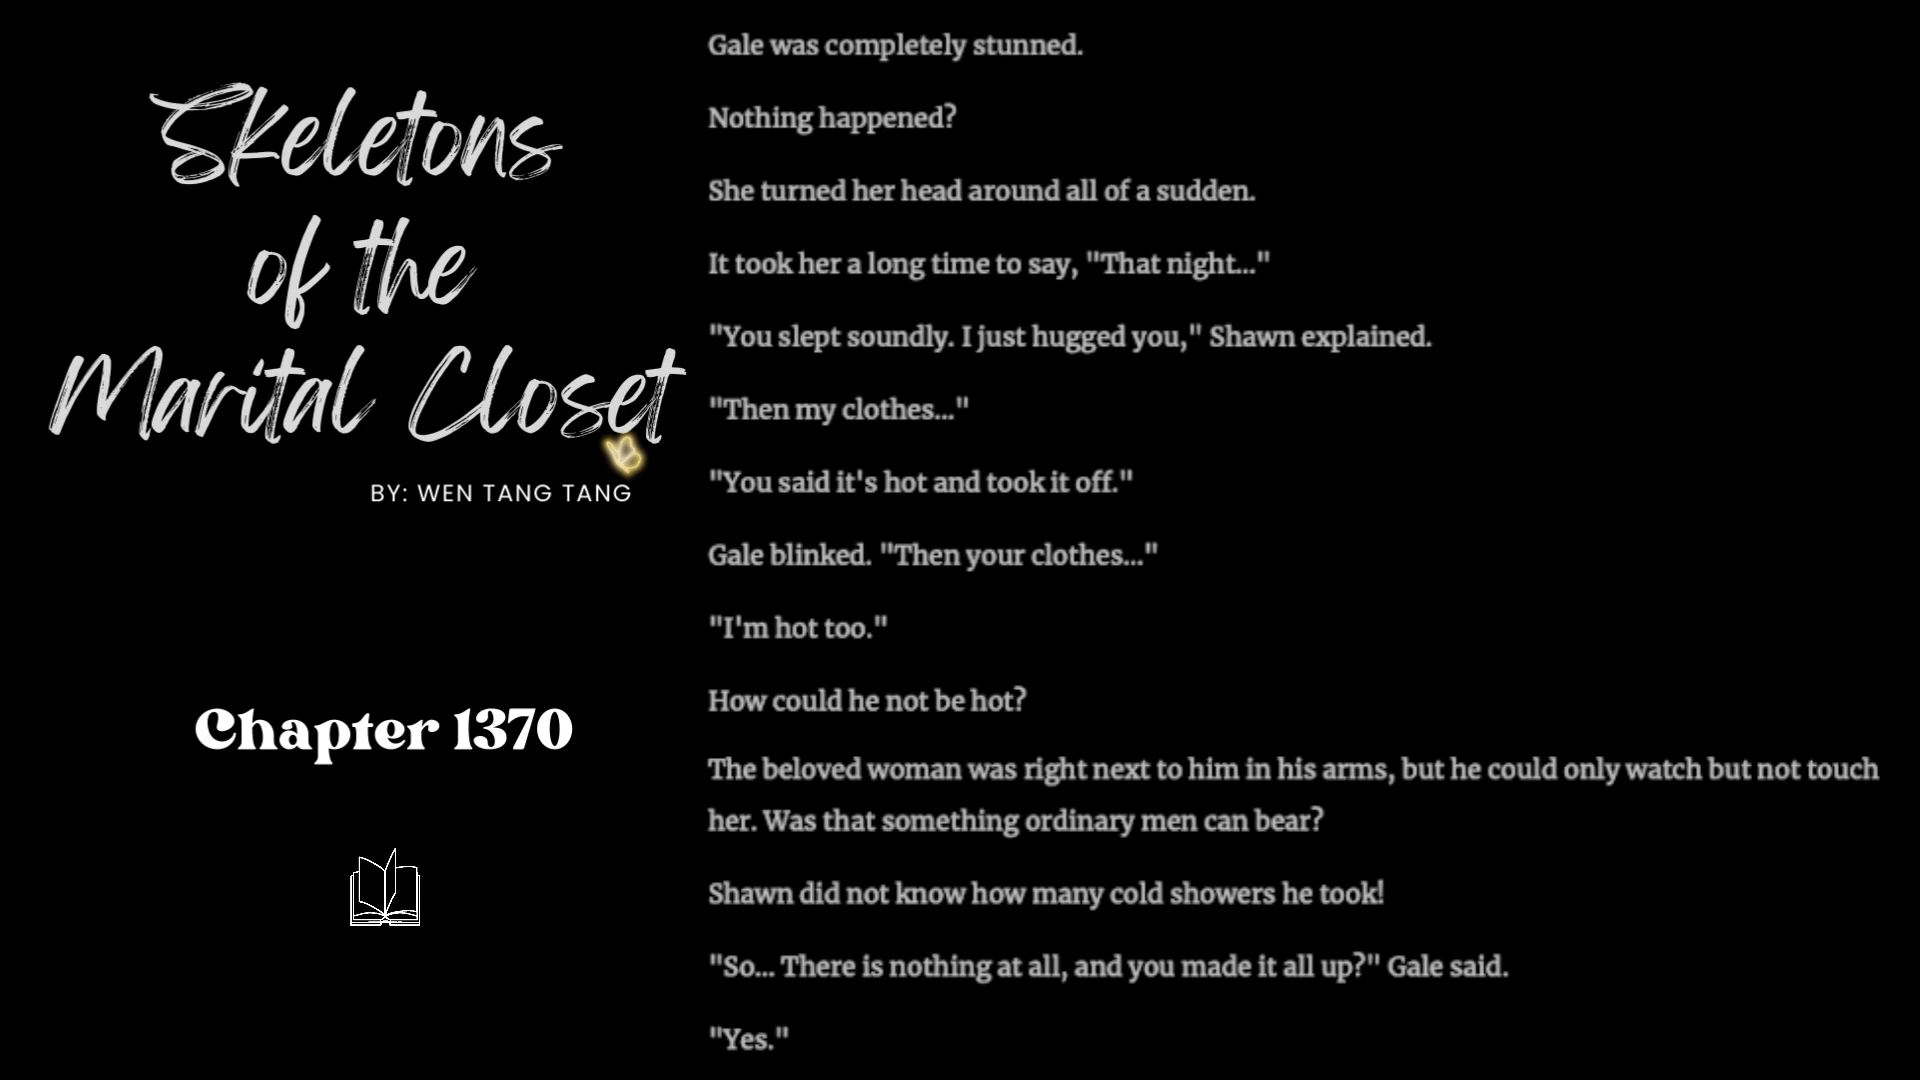 Skeletons
of the
Marital Closet
BY: WEN TANG TANG
Chapter 1370
Gale was completely stunned.
Nothing happened?
She turned her head around all of a sudden.
It took her a long time to say, "That night..."
"You slept soundly. I just hugged you," Shawn explained.
"Then my clothes..."
"You said it's hot and took it off."
Gale blinked. "Then your clothes..."
"I'm hot too."
How could he not be hot?
The beloved woman was right next to him in his arms, but he could only watch but not touch
her. Was that something ordinary men can bear?
Shawn did not know how many cold showers he took!
"So... There is nothing at all, and you made it all up?" Gale said.
"Yes."